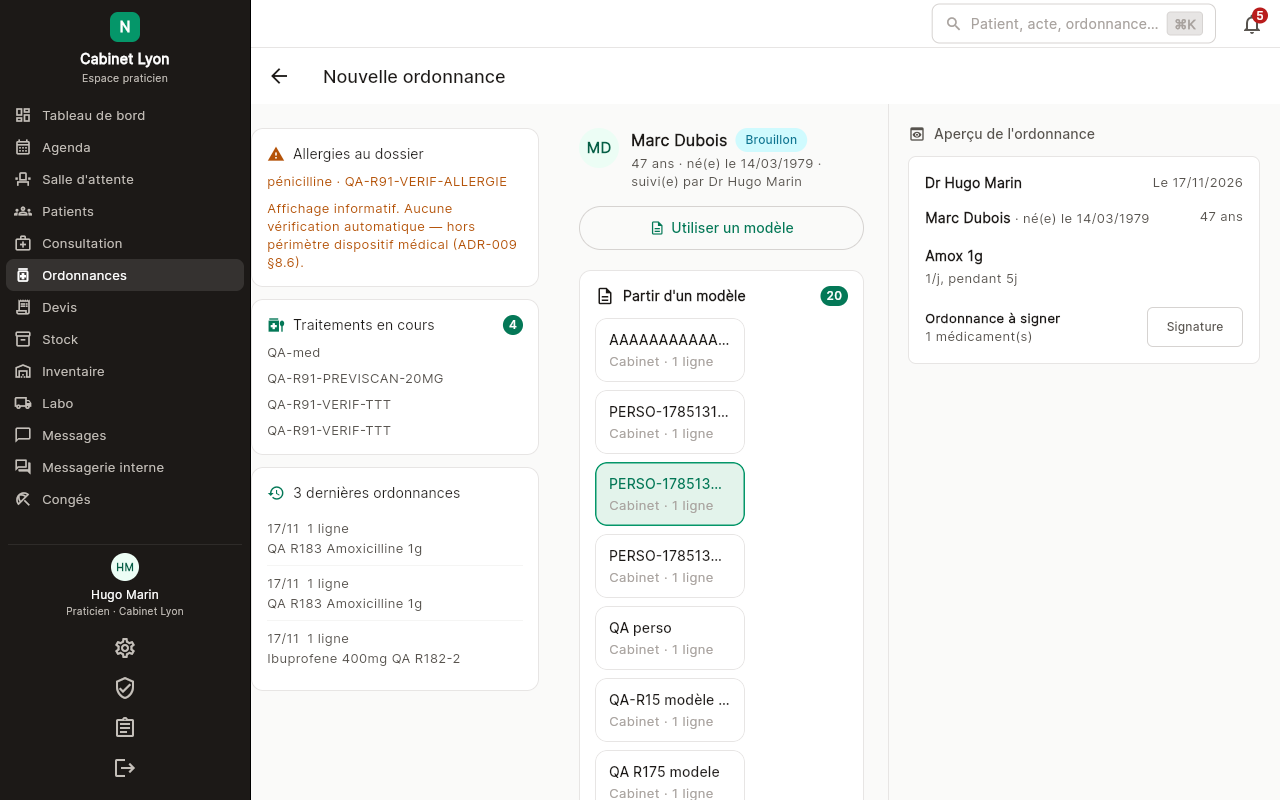 N
Cabinet Lyon
Espace praticien
Tableau de bord
Agenda
Salle d'attente
Patients
Consultation
Ordonnances
Devis
Stock
Inventaire
Labo
Messages
Messagerie interne
Congés
HM
Hugo Marin
Praticien · Cabinet Lyon
Patient, acte, ordonnance... ⌘K
5
Nouvelle ordonnance
Allergies au dossier
pénicilline · QA-R91-VERIF-ALLERGIE
Affichage informatif. Aucune
vérification automatique — hors
périmètre dispositif médical (ADR-009
§8.6).
Traitements en cours 4
QA-med
QA-R91-PREVISCAN-20MG
QA-R91-VERIF-TTT
QA-R91-VERIF-TTT
3 dernières ordonnances
17/11 1 ligne
QA R183 Amoxicilline 1g
17/11 1 ligne
QA R183 Amoxicilline 1g
17/11 1 ligne
Ibuprofene 400mg QA R182-2
MD
Marc Dubois Brouillon
47 ans · né(e) le 14/03/1979 ·
suivi(e) par Dr Hugo Marin
Utiliser un modèle
Partir d'un modèle 20
AAAAAAAAAAA...
Cabinet · 1 ligne
PERSO-1785131...
Cabinet · 1 ligne
PERSO-178513...
Cabinet · 1 ligne
PERSO-178513...
Cabinet · 1 ligne
QA perso
Cabinet · 1 ligne
QA-R15 modèle ...
Cabinet · 1 ligne
QA R175 modele
Cabinet · 1 ligne
Aperçu de l'ordonnance
Dr Hugo Marin Le 17/11/2026
Marc Dubois · né(e) le 14/03/1979 47 ans
Amox 1g
1/j, pendant 5j
Ordonnance à signer
1 médicament(s)
Signature